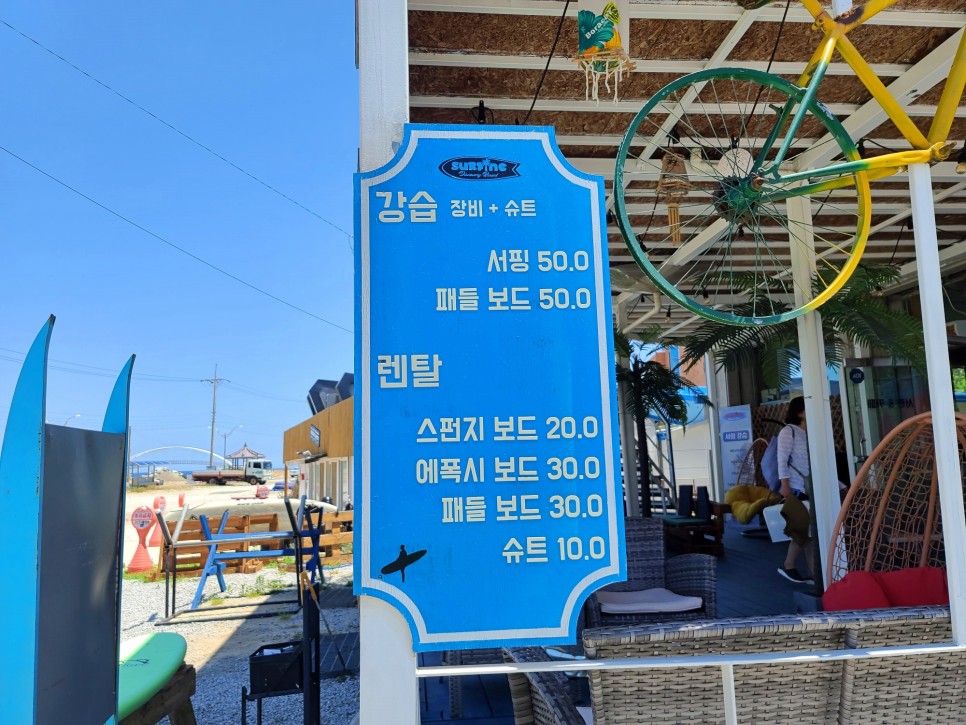 SURFING
강습 장비 + 슈트
서핑 50.0
패들 보드 50.0
렌탈
스펀지 보드 20.0
에폭시 보드 30.0
패들 보드 30.0
슈트 10.0